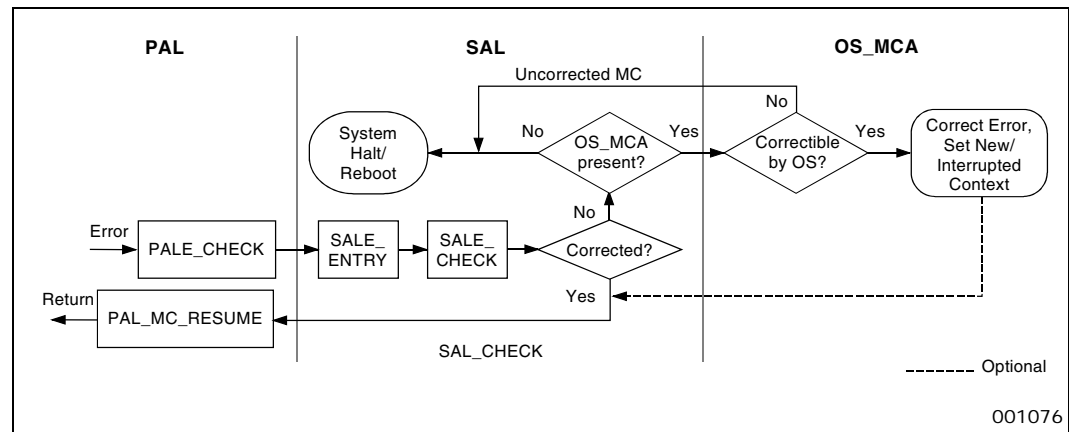 PAL
SAL
OS_MCA
Uncorrected MC
No
System
Halt/
Reboot
No
OS_MCA
present?
Yes
Correctible
by OS?
Yes
Correct Error,
Set New/
Interrupted
Context
No
Error
PALE_CHECK
SALE_
ENTRY
SALE_
CHECK
Corrected?
Yes
Return
PAL_MC_RESUME
SAL_CHECK
Optional
001076